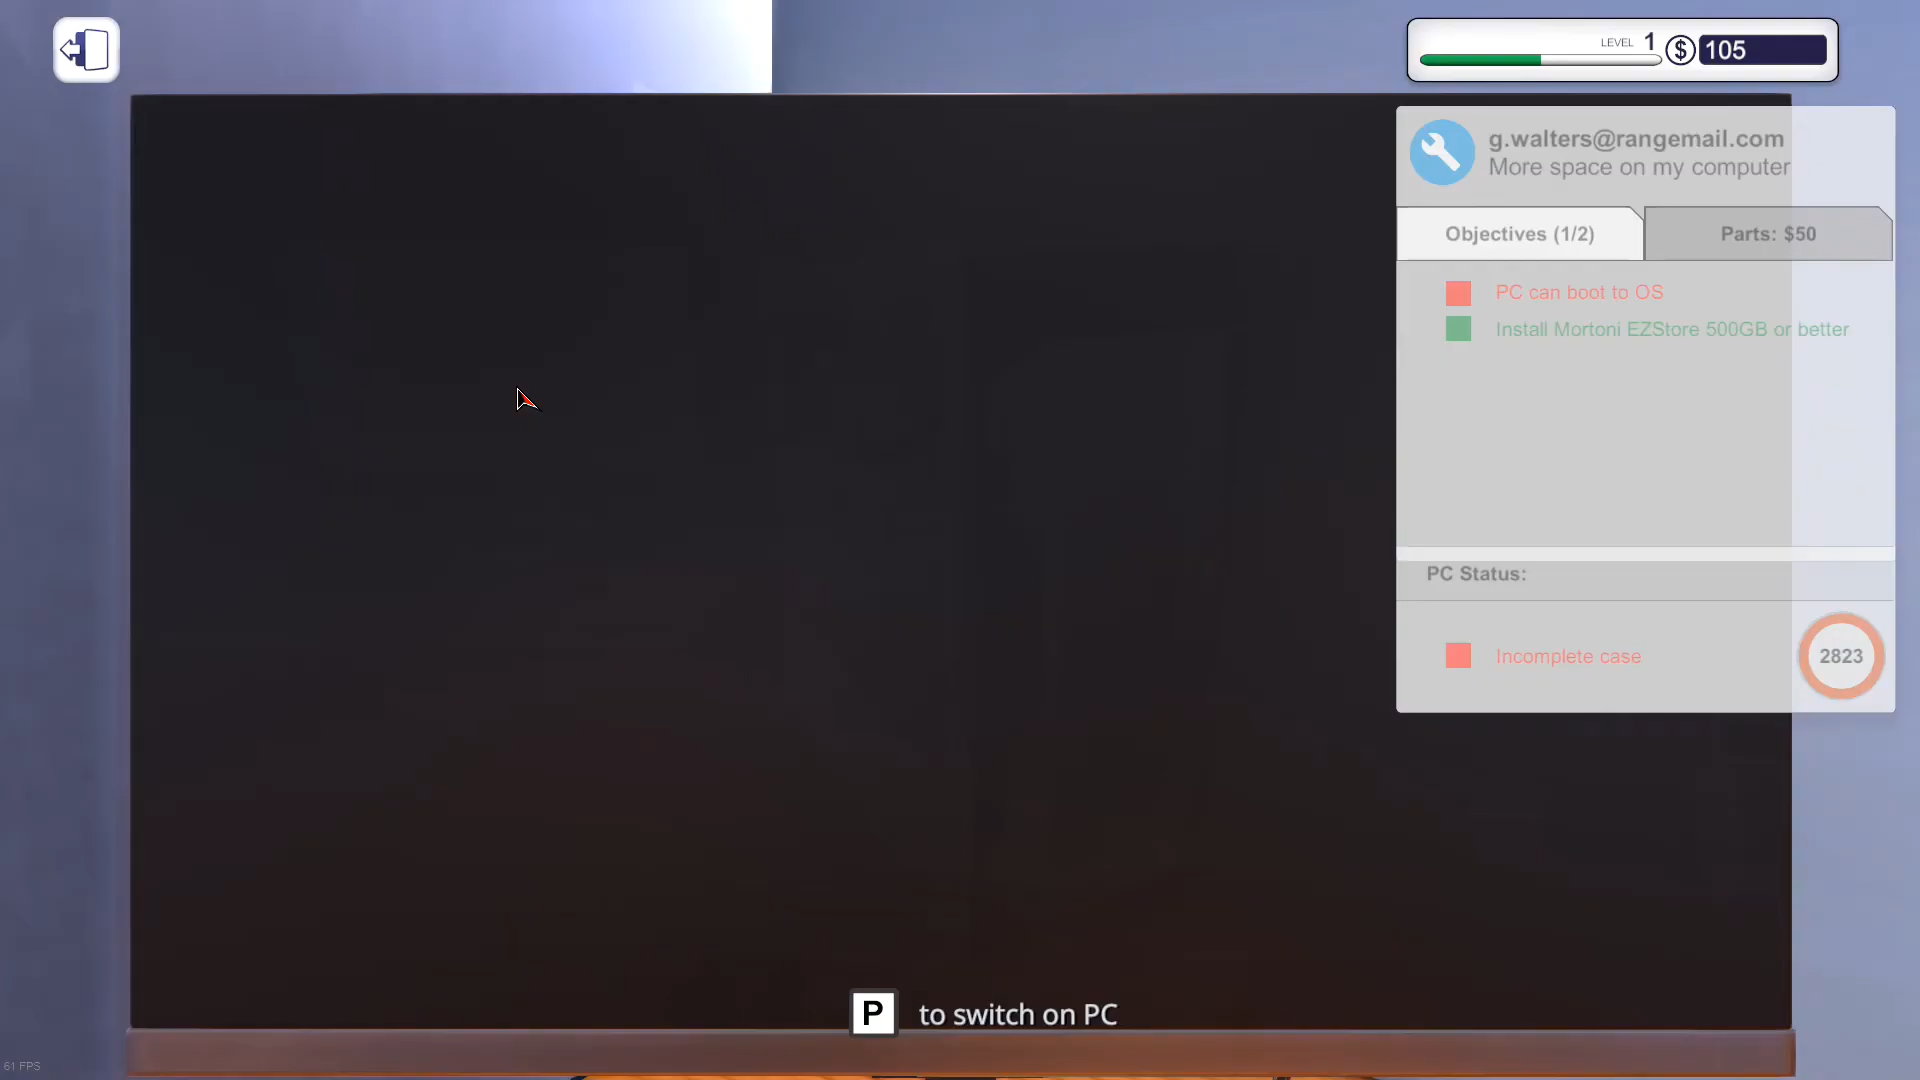 LEVEL 1 $ 105
g.walters@rangemail.com
More space on my computer
Objectives (1/2)
Parts: $50
PC can boot to OS
Install Mortoni EZStore 500GB or better
PC Status:
Incomplete case
2823
P to switch on PC
61 FPS